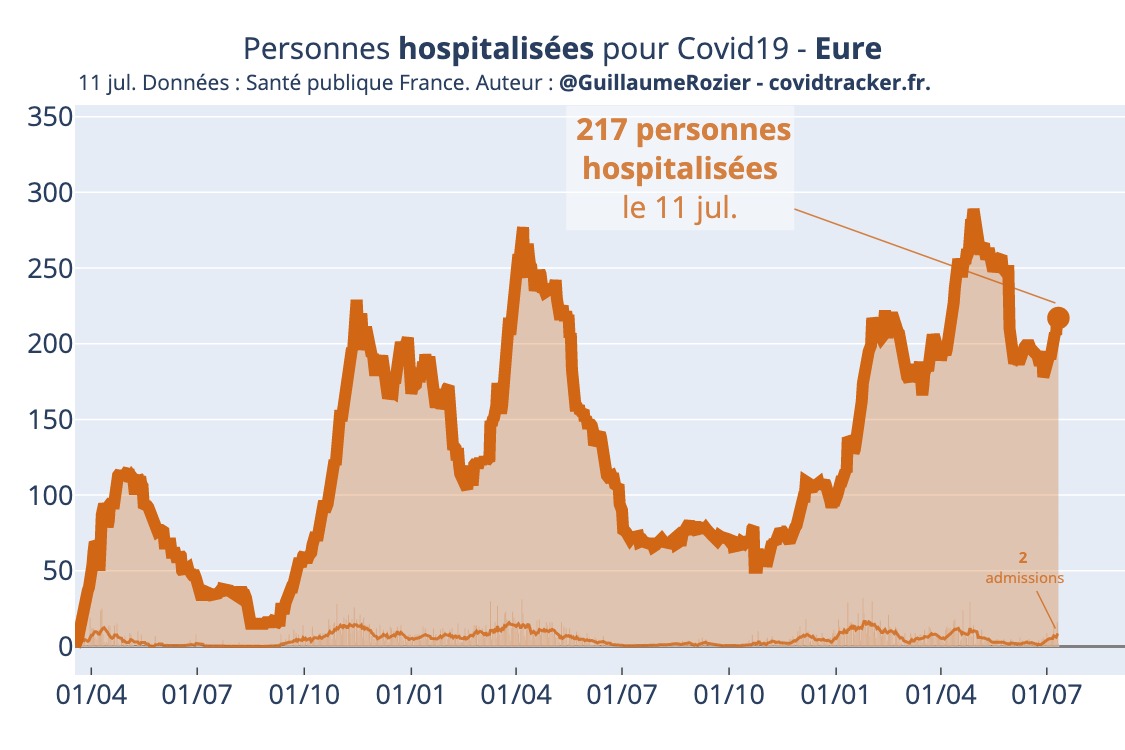 Personnes hospitalisées pour Covid19 - Eure
11 jul. Données : Santé publique France. Auteur : @GuillaumeRozier - covidtracker.fr.
350
217 personnes
hospitalisées
le 11 jul.
300
250
200
150
100
50
0
2
admissions
01/04 01/07 01/10 01/01 01/04 01/07 01/10 01/01 01/04 01/07